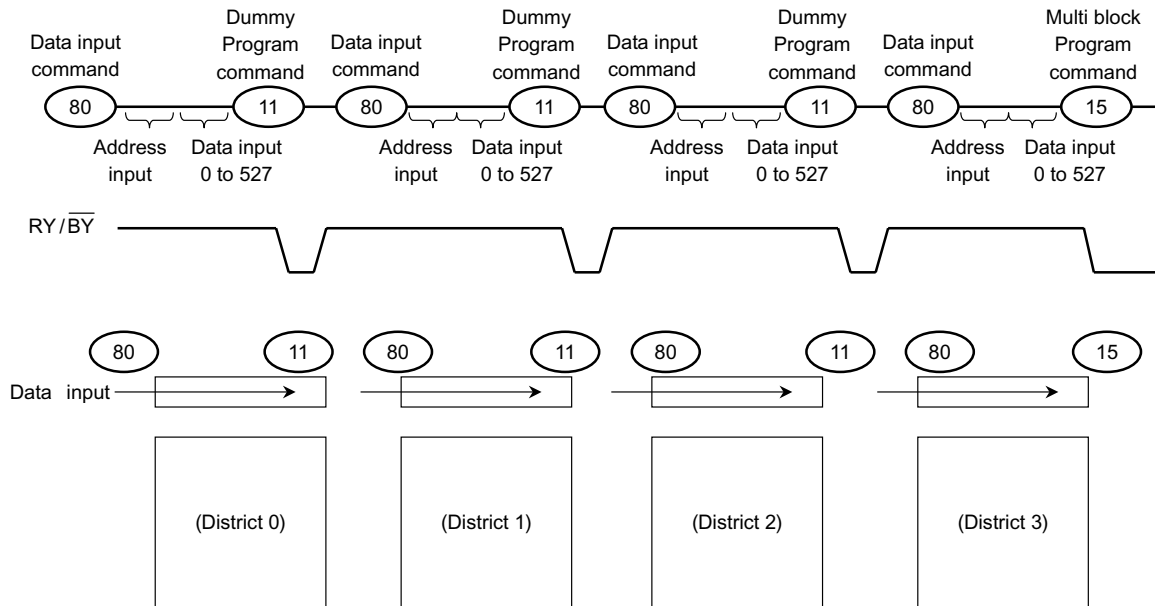 Data input
command
Dummy
Program
command
Data input
command
Dummy
Program
command
Data input
command
Dummy
Program
command
Data input
command
Multi block
Program
command
80
11
80
11
80
11
80
15
Address
input
Data input
0 to 527
Address
input
Data input
0 to 527
Address
input
Data input
0 to 527
Address
input
Data input
0 to 527
RY/B̅Y̅
80
11
80
11
80
11
80
15
Data input
(District 0)
(District 1)
(District 2)
(District 3)